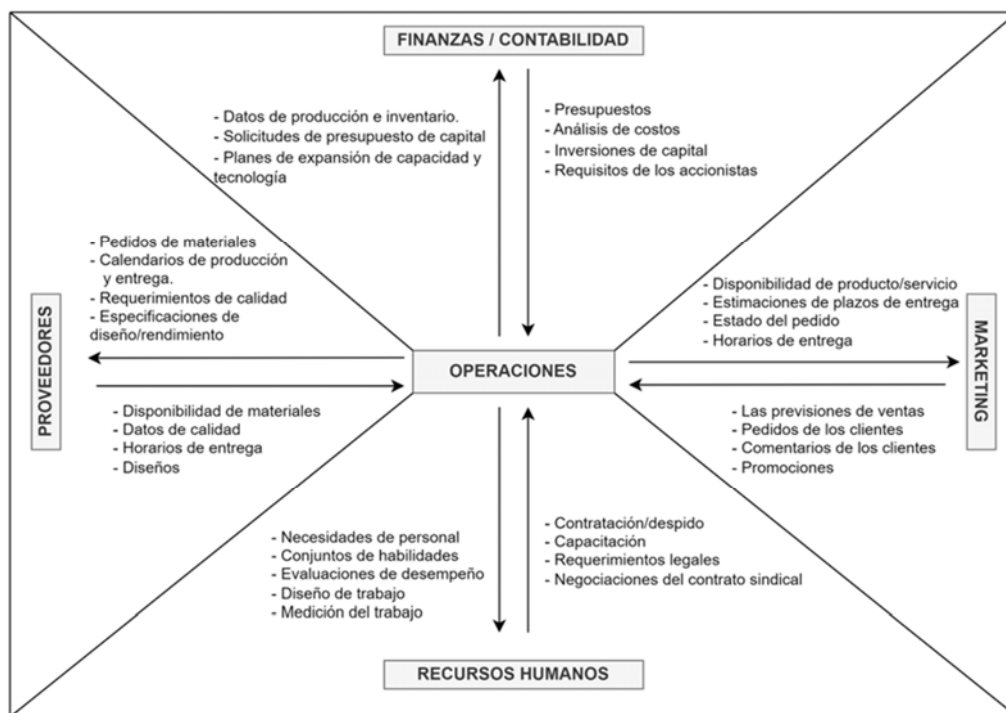 FINANZAS / CONTABILIDAD
- Datos de producción e inventario.
- Solicitudes de presupuesto de capital
- Planes de expansión de capacidad y
tecnología
- Presupuestos
- Análisis de costos
- Inversiones de capital
- Requisitos de los accionistas
- Pedidos de materiales
- Calendarios de producción
y entrega.
- Requerimientos de calidad
- Especificaciones de
diseño/rendimiento
- Disponibilidad de producto/servicio
- Estimaciones de plazos de entrega
- Estado del pedido
- Horarios de entrega
PROVEEDORES
OPERACIONES
MARKETING
- Disponibilidad de materiales
- Datos de calidad
- Horarios de entrega
- Diseños
- Las previsiones de ventas
- Pedidos de los clientes
- Comentarios de los clientes
- Promociones
- Necesidades de personal
- Conjuntos de habilidades
- Evaluaciones de desempeño
- Diseño de trabajo
- Medición del trabajo
- Contratación/despido
- Capacitación
- Requerimientos legales
- Negociaciones del contrato sindical
RECURSOS HUMANOS